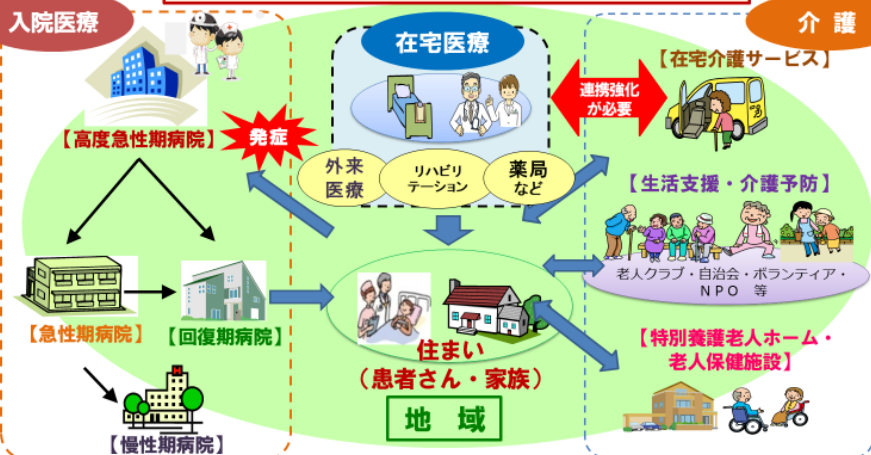 入院医療
在宅医療
介 護
【在宅介護サービス】
連携強化
が必要
【高度急性期病院】
発症
外来
医療
リハビリ
テーション
薬局
など
【生活支援・介護予防】
老人クラブ・自治会・ボランティア・
NPO 等
【急性期病院】
【回復期病院】
住まい
（患者さん・家族）
【特別養護老人ホーム・
老人保健施設】
地 域
H
【慢性期病院】